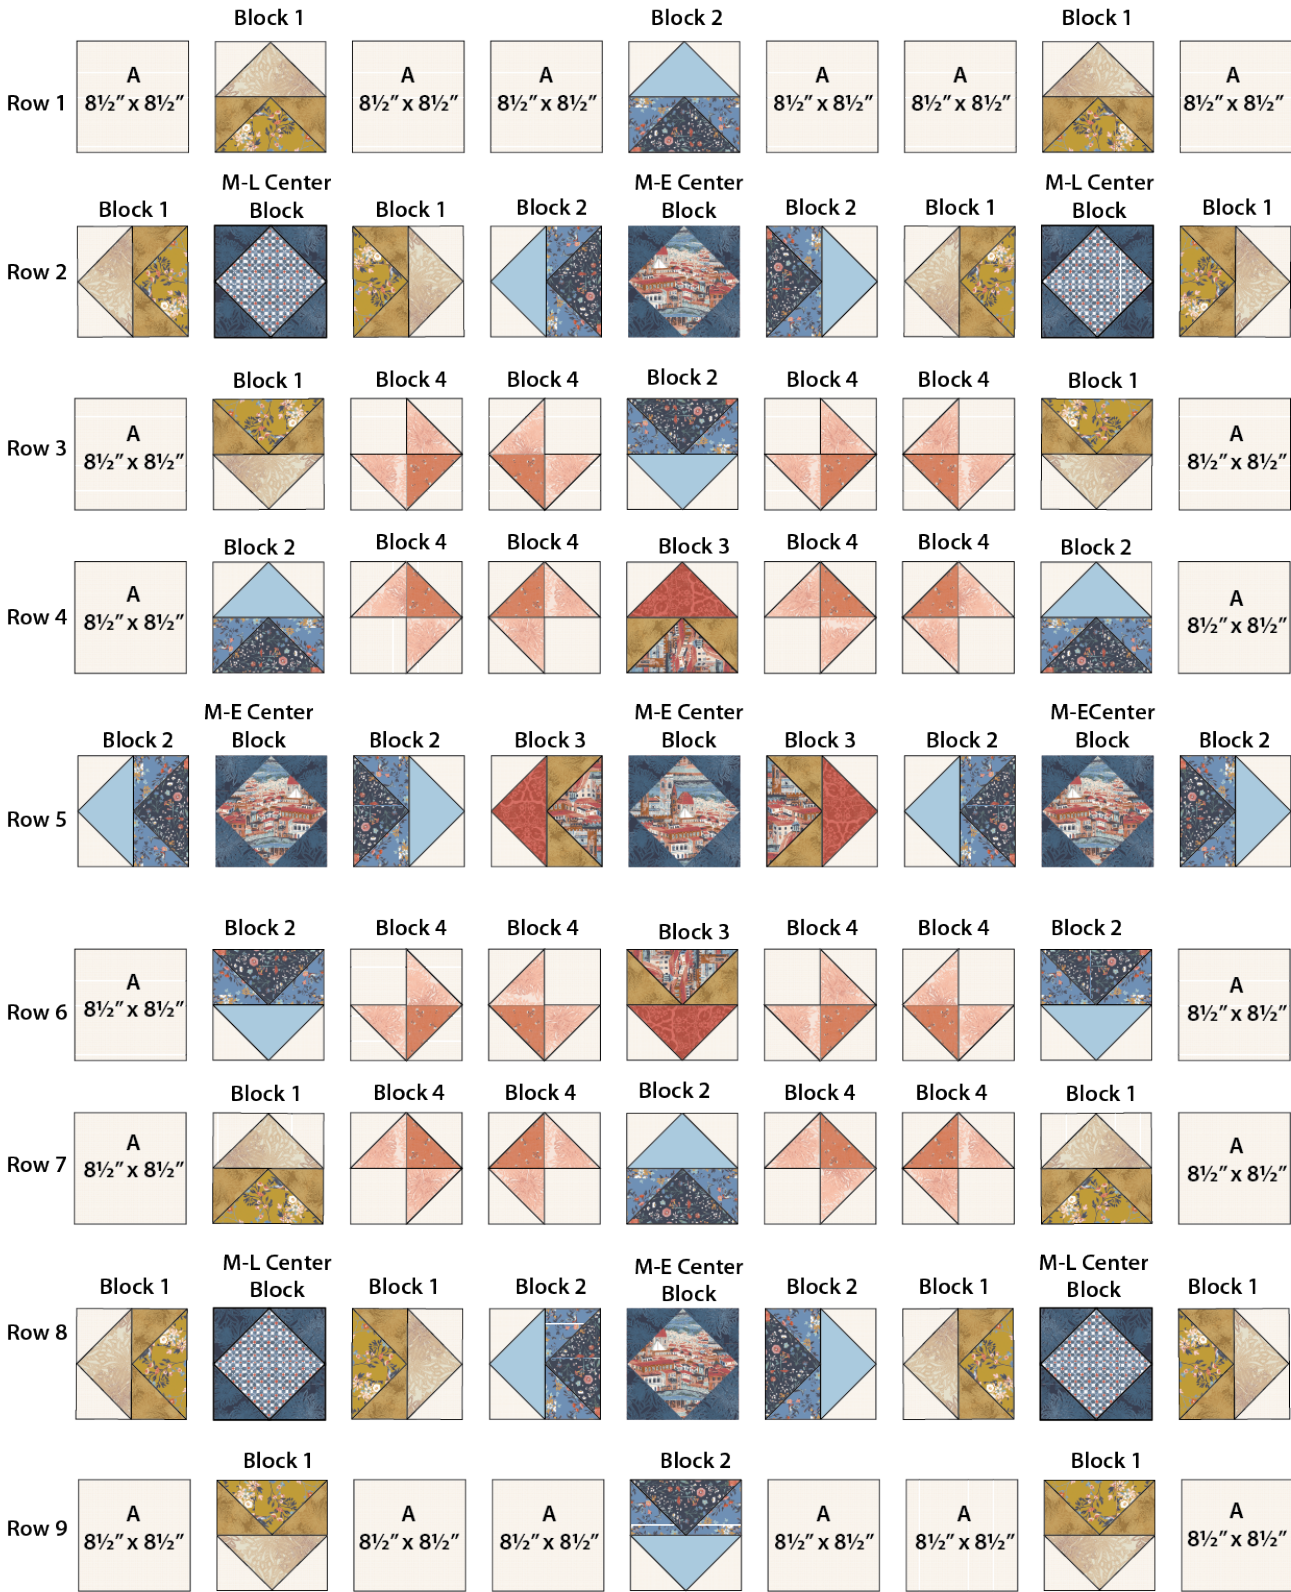 Block 1 Block 2 Block 1
A A A A A A
Row 1 8½” x 8½” 8½” x 8½” 8½” x 8½” 8½” x 8½” 8½” x 8½” 8½” x 8½”
M-L Center M-E Center M-L Center
Block 1 Block Block 1 Block 2 Block Block 2 Block 1 Block Block 1
Row 2
Block 1 Block 4 Block 4 Block 2 Block 4 Block 4 Block 1
A A
Row 3 8½” x 8½” 8½” x 8½”
Block 2 Block 4 Block 4 Block 3 Block 4 Block 4 Block 2
A A
Row 4 8½” x 8½” 8½” x 8½”
M-E Center M-E Center M-ECenter
Block 2 Block Block 2 Block 3 Block Block 3 Block 2 Block Block 2
Row 5
Block 2 Block 4 Block 4 Block 3 Block 4 Block 4 Block 2
A A
Row 6 8½” x 8½” 8½” x 8½”
Block 1 Block 4 Block 4 Block 2 Block 4 Block 4 Block 1
A A
Row 7 8½” x 8½” 8½” x 8½”
M-L Center M-E Center M-L Center
Block 1 Block Block 1 Block 2 Block Block 2 Block 1 Block Block 1
Row 8
Block 1 Block 2 Block 1
A A A A A A
Row 9 8½” x 8½” 8½” x 8½” 8½” x 8½” 8½” x 8½” 8½” x 8½” 8½” x 8½”